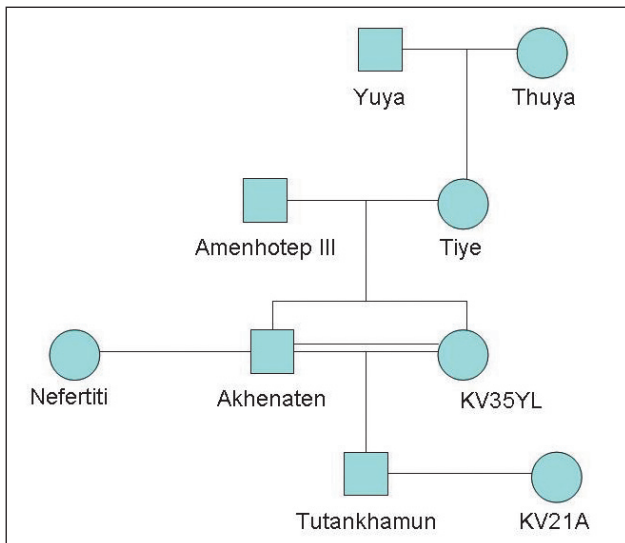 Yuya
Thuya
Amenhotep III
Tiye
Nefertiti
Akhenaten
KV35YL
Tutankhamun
KV21A